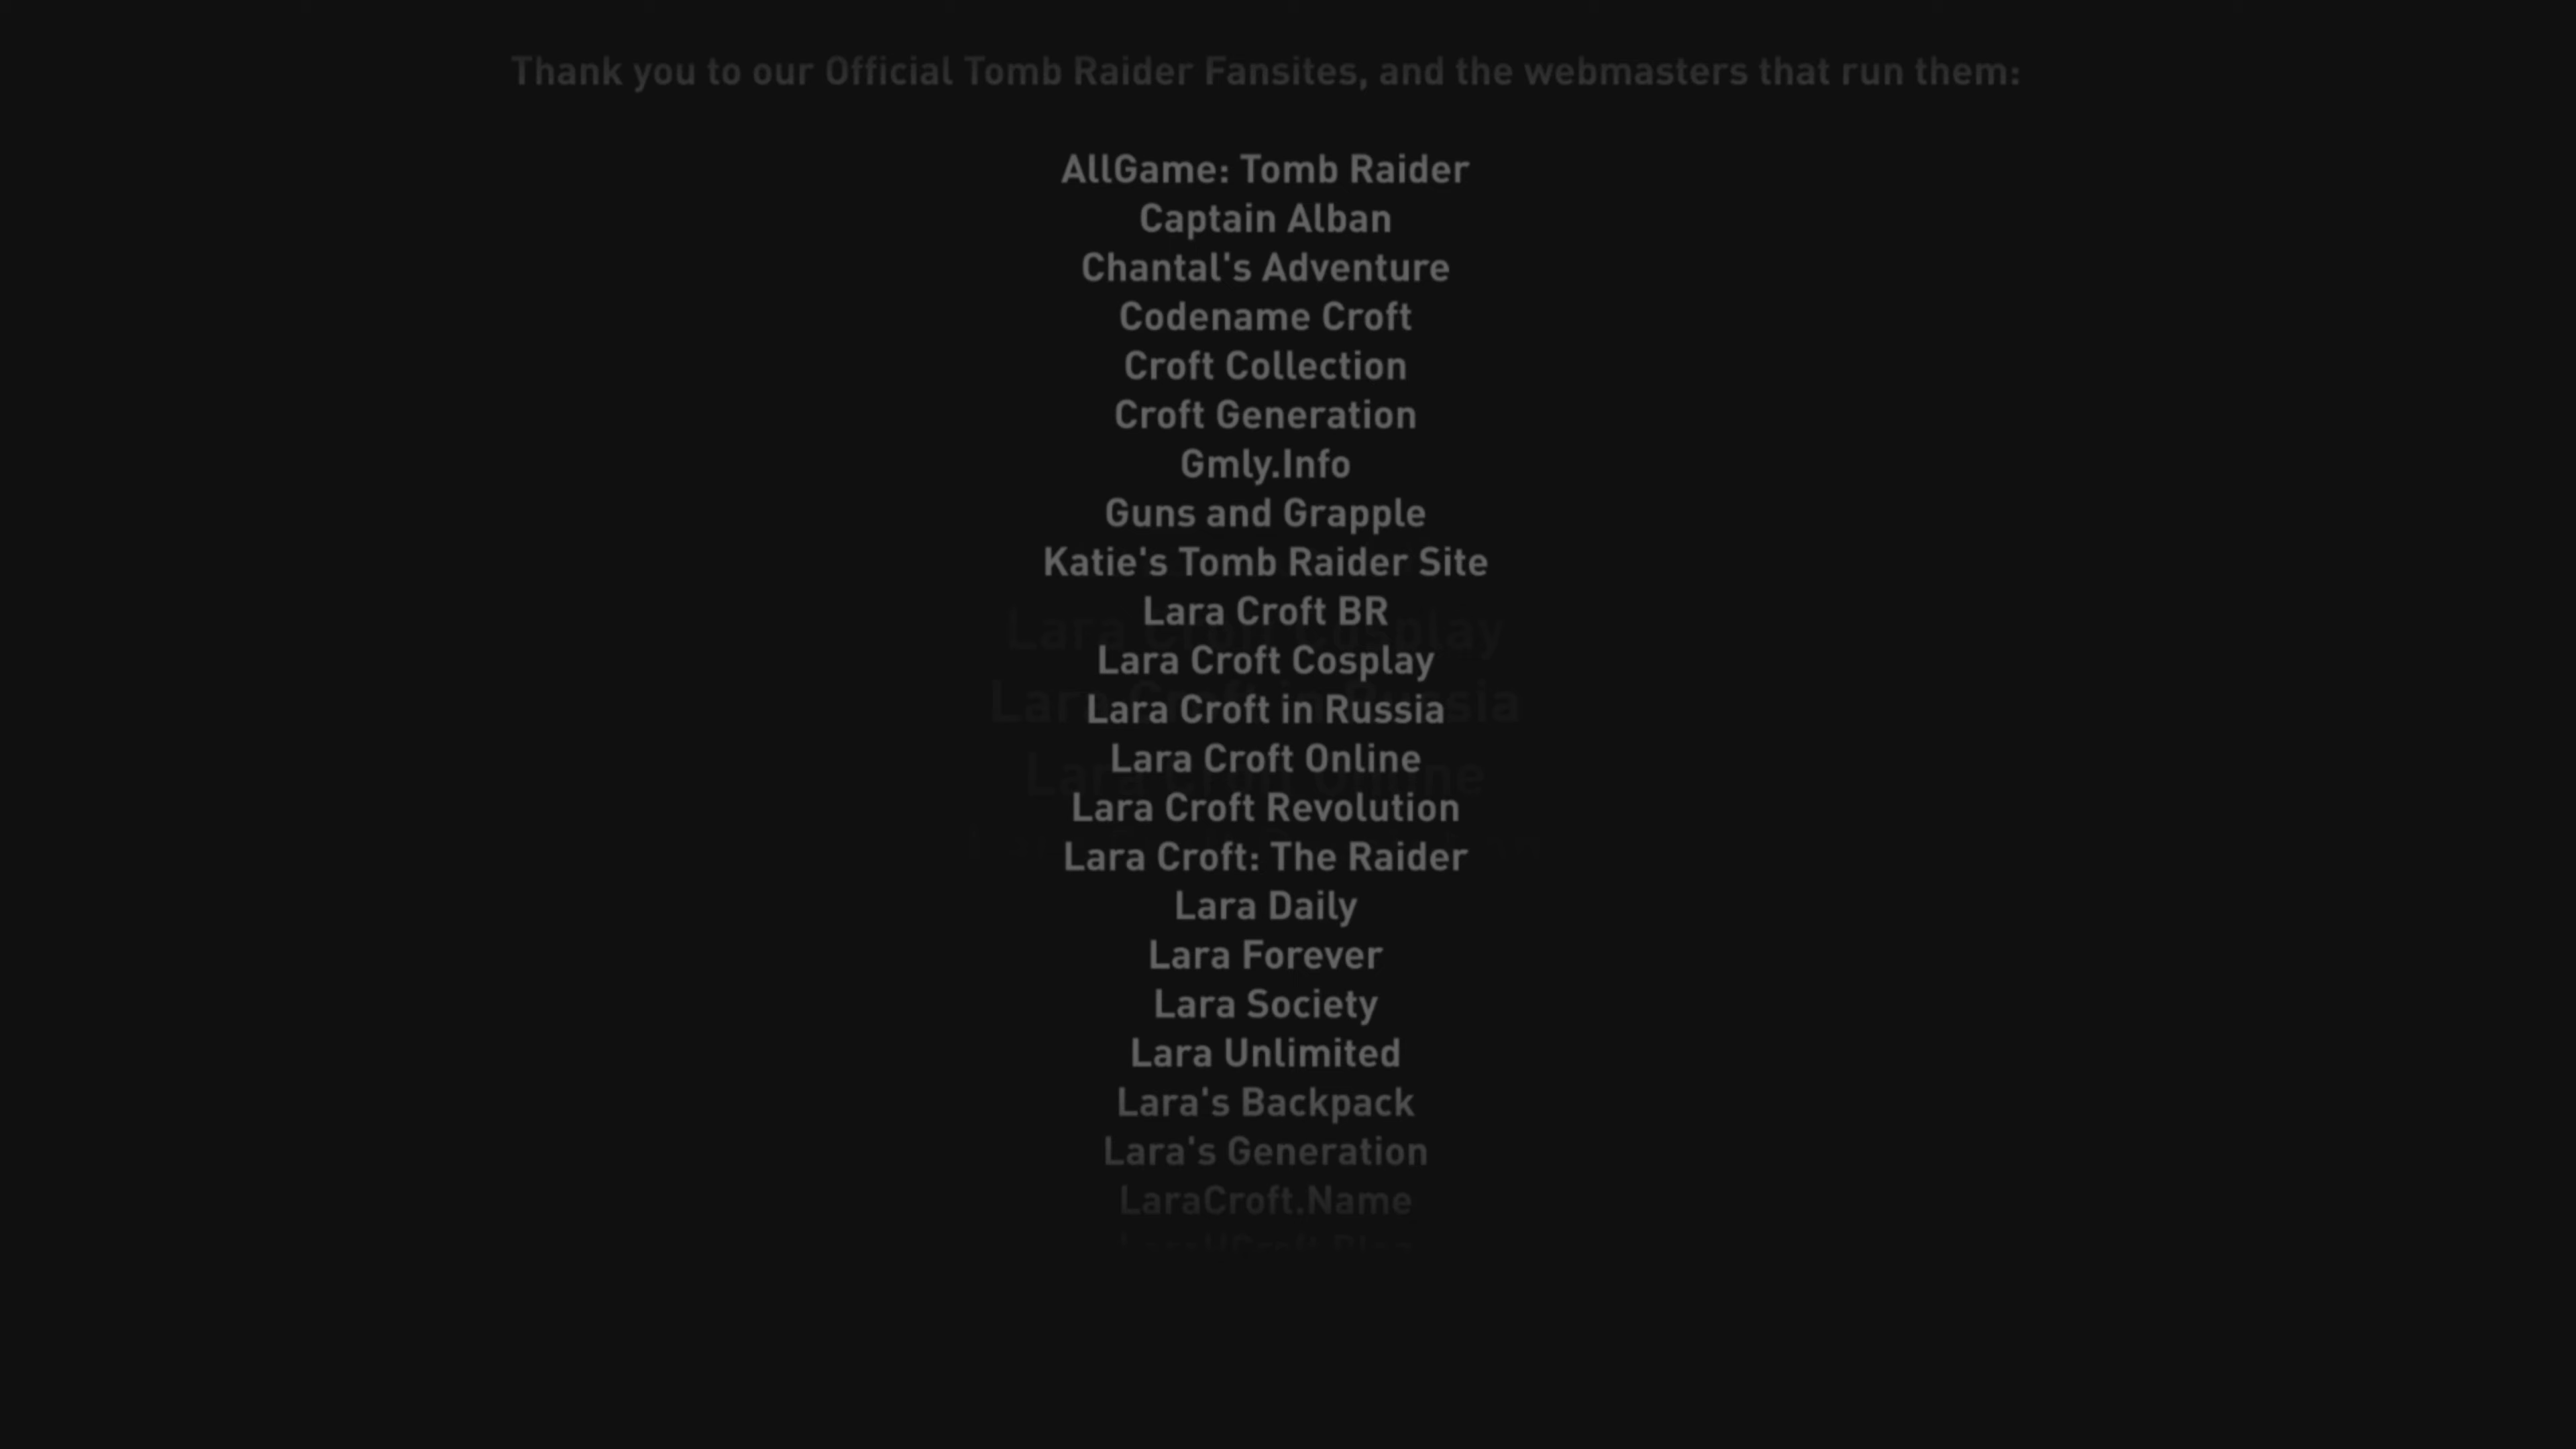 Thank you to our Official Tomb Raider Fansites, and the webmasters that run them:
AllGame: Tomb Raider
Captain Alban
Chantal's Adventure
Codename Croft
Croft Collection
Croft Generation
Gmly.Info
Guns and Grapple
Katie's Tomb Raider Site
Lara Croft BR
Lara Croft Cosplay
Lara Croft in Russia
Lara Croft Online
Lara Croft Revolution
Lara Croft: The Raider
Lara Daily
Lara Forever
Lara Society
Lara Unlimited
Lara's Backpack
Lara's Generation
LaraCroft.Name